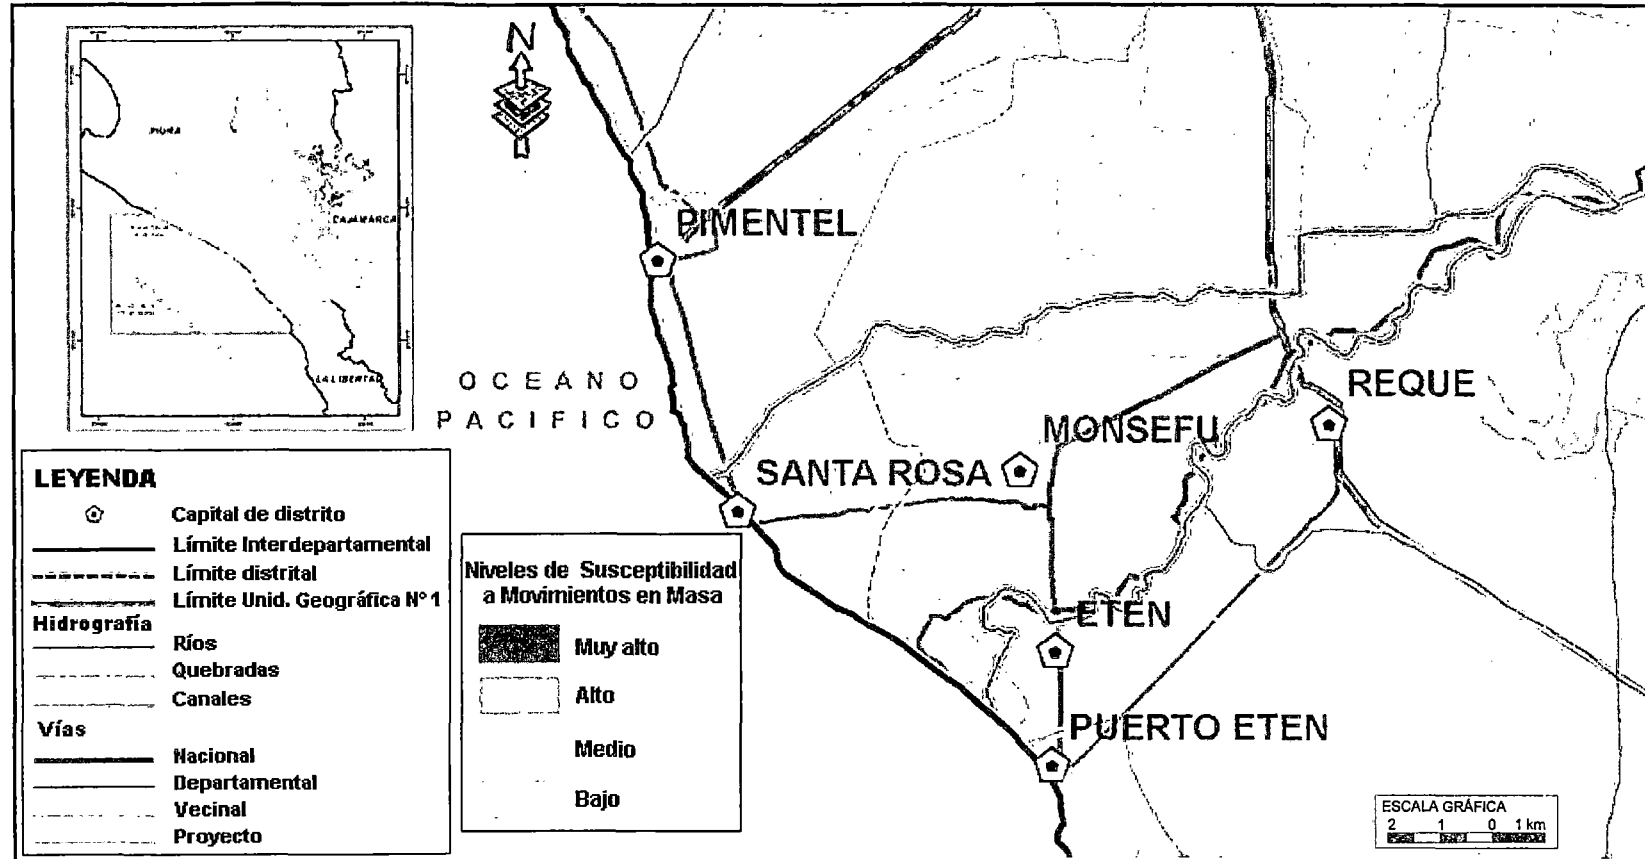 N
PIURA
CAJAMARCA
LA LIBERTAD
OCEANO
PACIFICO
PIMENTEL
REQUE
MONSEFU
SANTA ROSA
ETEN
PUERTO ETEN
LEYENDA
Capital de distrito
Límite Interdepartamental
Límite distrital
Límite Unid. Geográfica Nº 1
Hidrografía
Ríos
Quebradas
Canales
Vías
Nacional
Departamental
Vecinal
Proyecto
Niveles de Susceptibilidad
a Movimientos en Masa
Muy alto
Alto
Medio
Bajo
ESCALA GRÁFICA
2 1 0 1 km